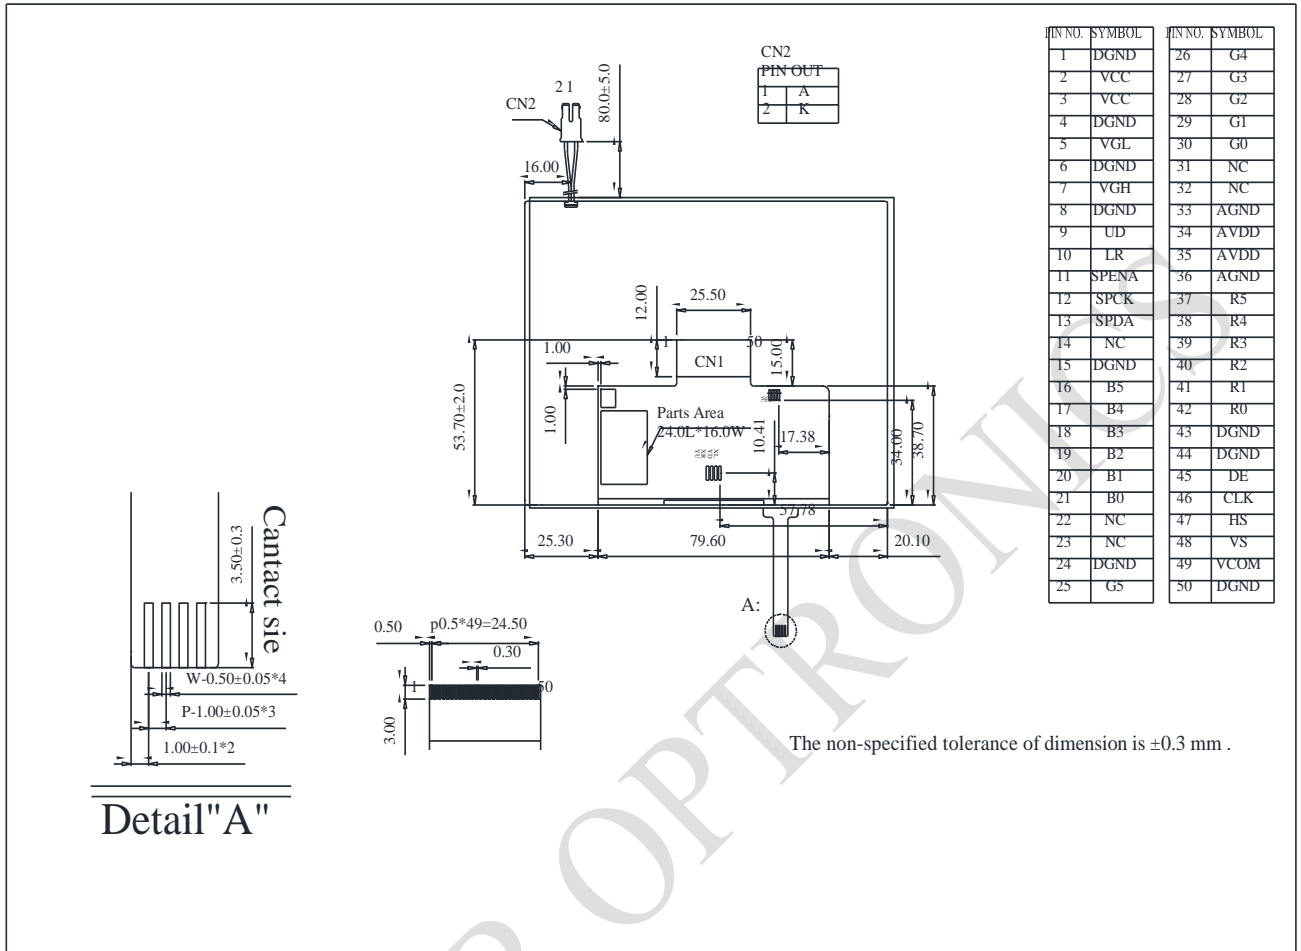 CN2
PIN OUT
1 A
2 K
PIN NO. SYMBOL
1 DGND
2 VCC
3 VCC
4 DGND
5 VGL
6 DGND
7 VGH
8 DGND
9 UD
10 LR
11 SPENA
12 SPCK
13 SPDA
14 NC
15 DGND
16 B5
17 B4
18 B3
19 B2
20 B1
21 B0
22 NC
23 NC
24 DGND
25 G5
PIN NO. SYMBOL
26 G4
27 G3
28 G2
29 G1
30 G0
31 NC
32 NC
33 AGND
34 AVDD
35 AVDD
36 AGND
37 R5
38 R4
39 R3
40 R2
41 R1
42 R0
43 DGND
44 DGND
45 DE
46 CLK
47 HS
48 VS
49 VCOM
50 DGND
2 1
CN2
80.0±5.0
16.00
25.50
12.00
1 50
CN1
15.00
1.00
1.00
53.70±2.0
Parts Area
24.0L*16.0W
10.41
17.38
34.00
38.70
XL
YD
XR
YU
57.78
25.30
79.60
20.10
A:
Cantact sie
3.50±0.3
W-0.50±0.05*4
P-1.00±0.05*3
1.00±0.1*2
Detail"A"
0.50
p0.5*49=24.50
0.30
1 50
3.00
The non-specified tolerance of dimension is ±0.3 mm .
OPTRONICS